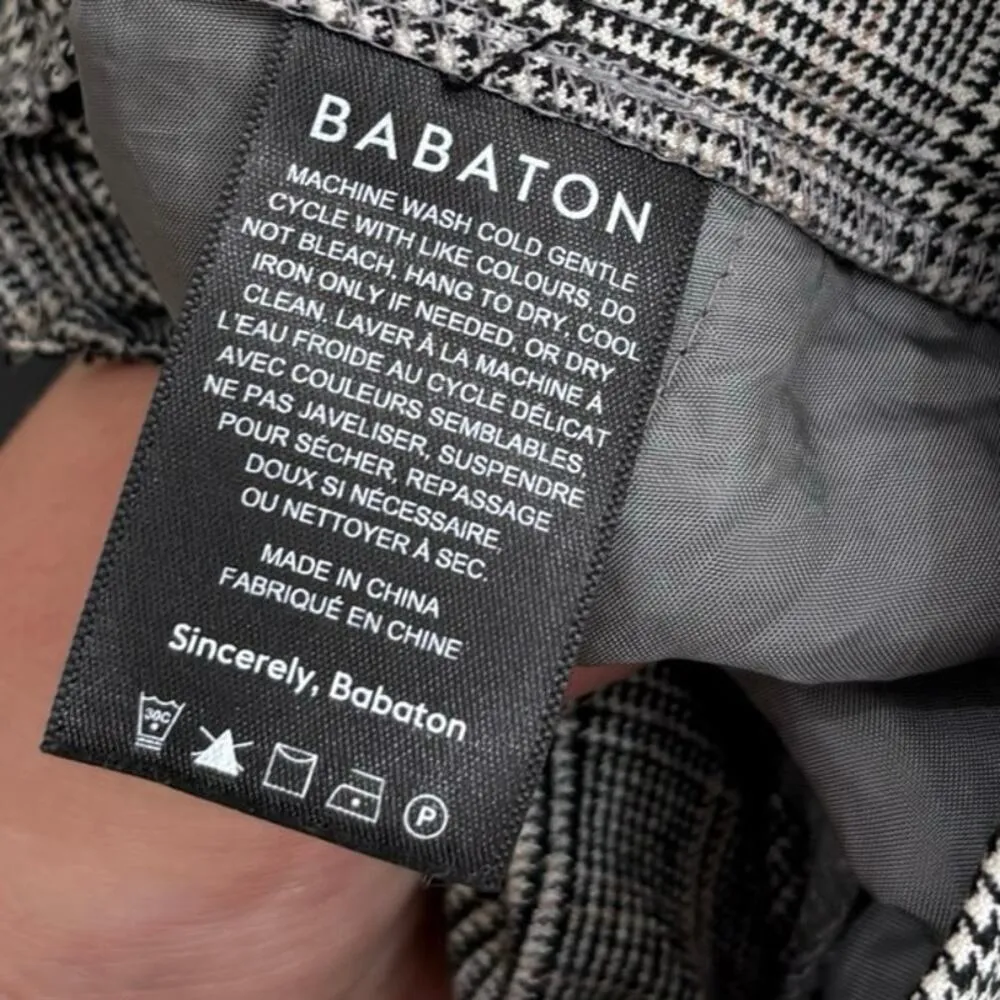 BABATON
MACHINE WASH COLD GENTLE
CYCLE WITH LIKE COLOURS, DO
NOT BLEACH, HANG TO DRY. COOL
IRON ONLY IF NEEDED, OR DRY
CLEAN. LAVER À LA MACHINE À
L'EAU FROIDE AU CYCLE DÉLICAT
AVEC COULEURS SEMBLABLES,
NE PAS JAVELISER, SUSPENDRE
POUR SÉCHER, REPASSAGE
DOUX SI NÉCESSAIRE,
OU NETTOYER À SEC.
MADE IN CHINA
FABRIQUÉ EN CHINE
Sincerely, Babaton
30C
P